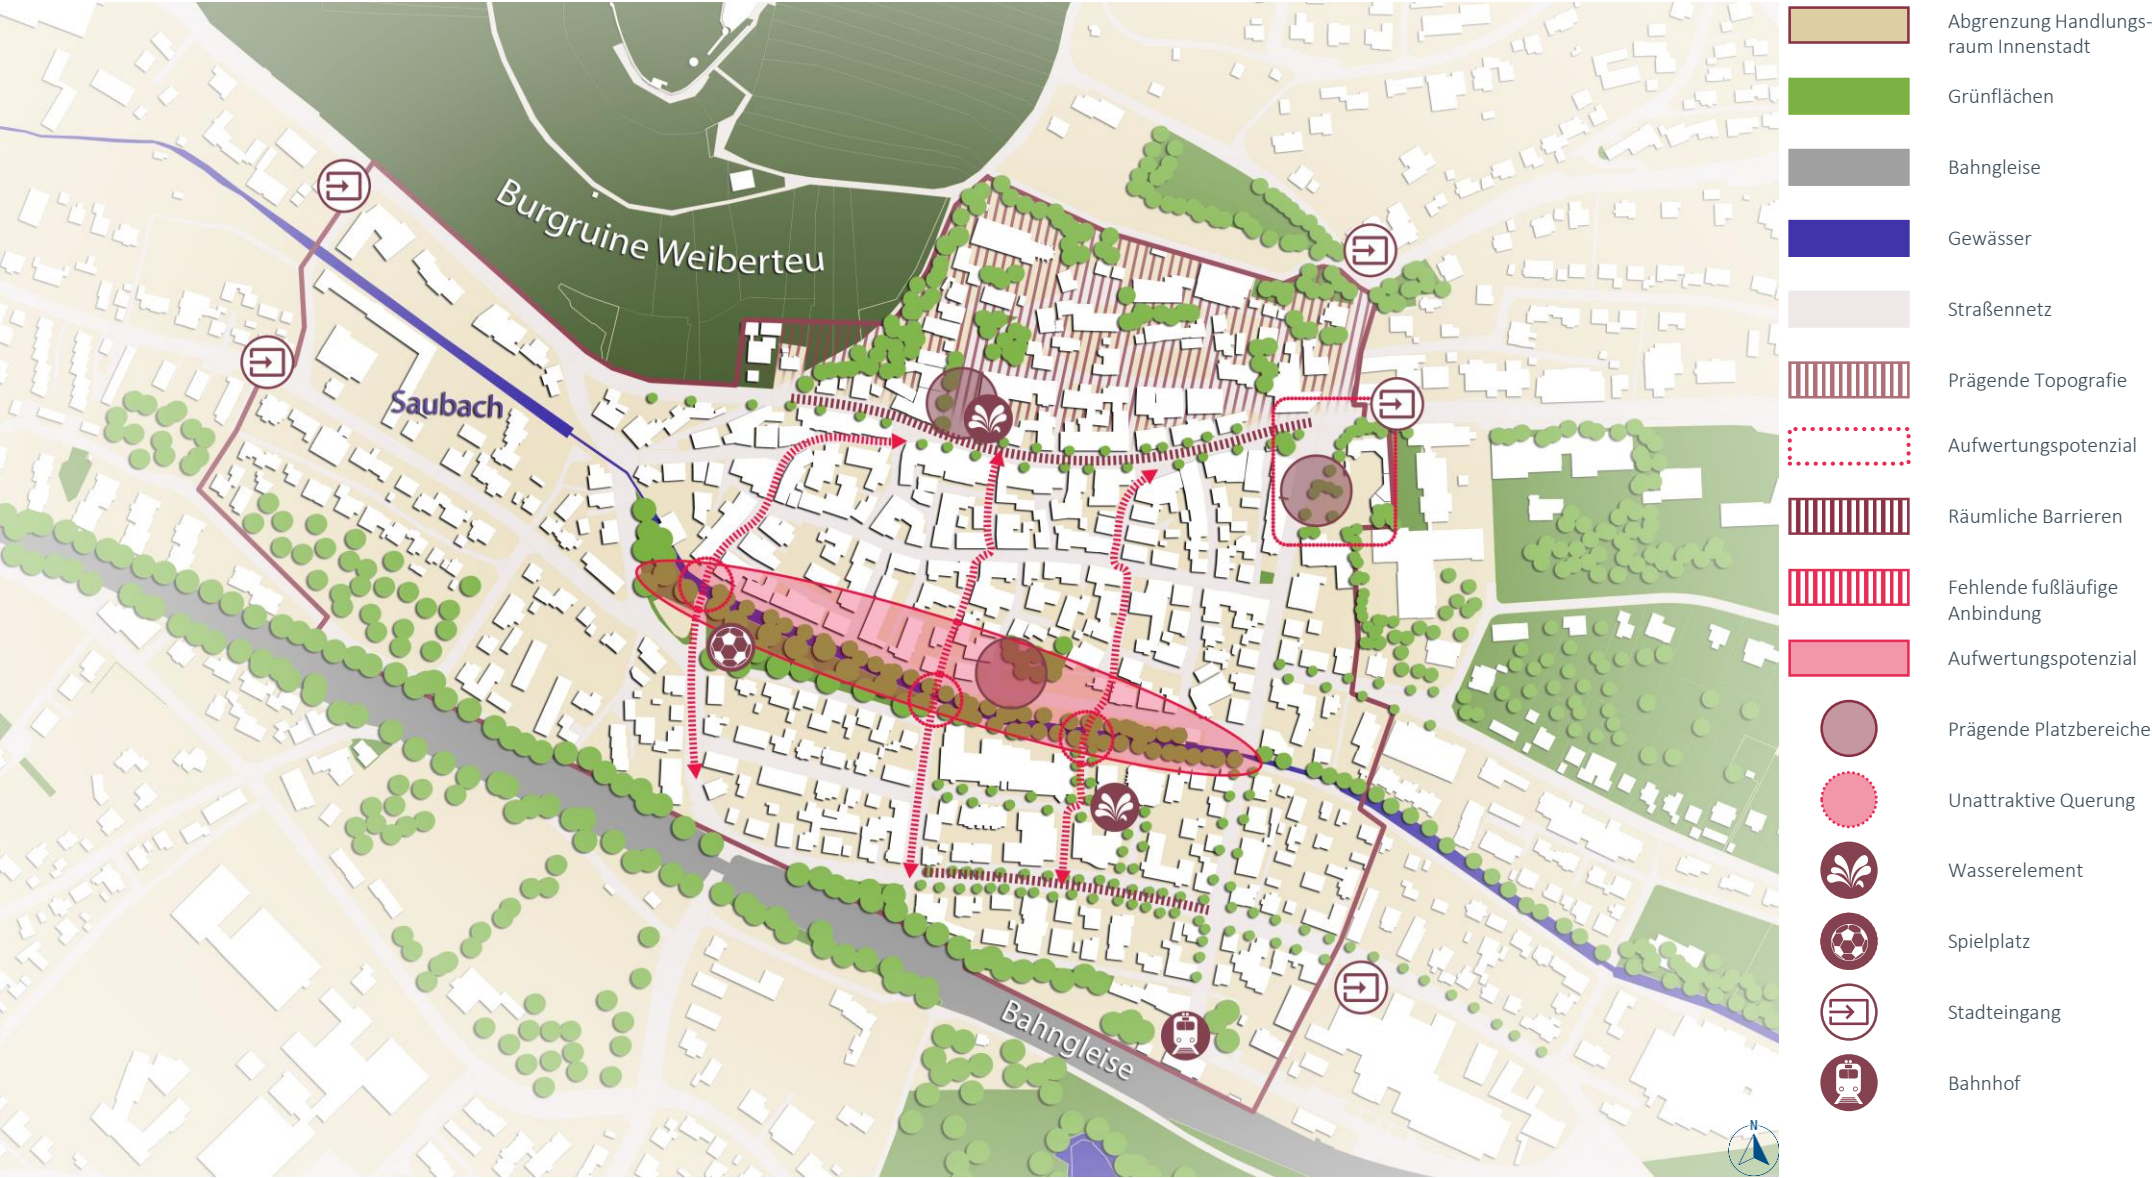 Burgruine Weibertreu
Saubach
Bahngleise
N
Abgrenzung Handlungs-
raum Innenstadt
Grünflächen
Bahngleise
Gewässer
Straßennetz
Prägende Topografie
Aufwertungspotenzial
Räumliche Barrieren
Fehlende fußläufige
Anbindung
Aufwertungspotenzial
Prägende Platzbereiche
Unattraktive Querung
Wasserelement
Spielplatz
Stadteingang
Bahnhof